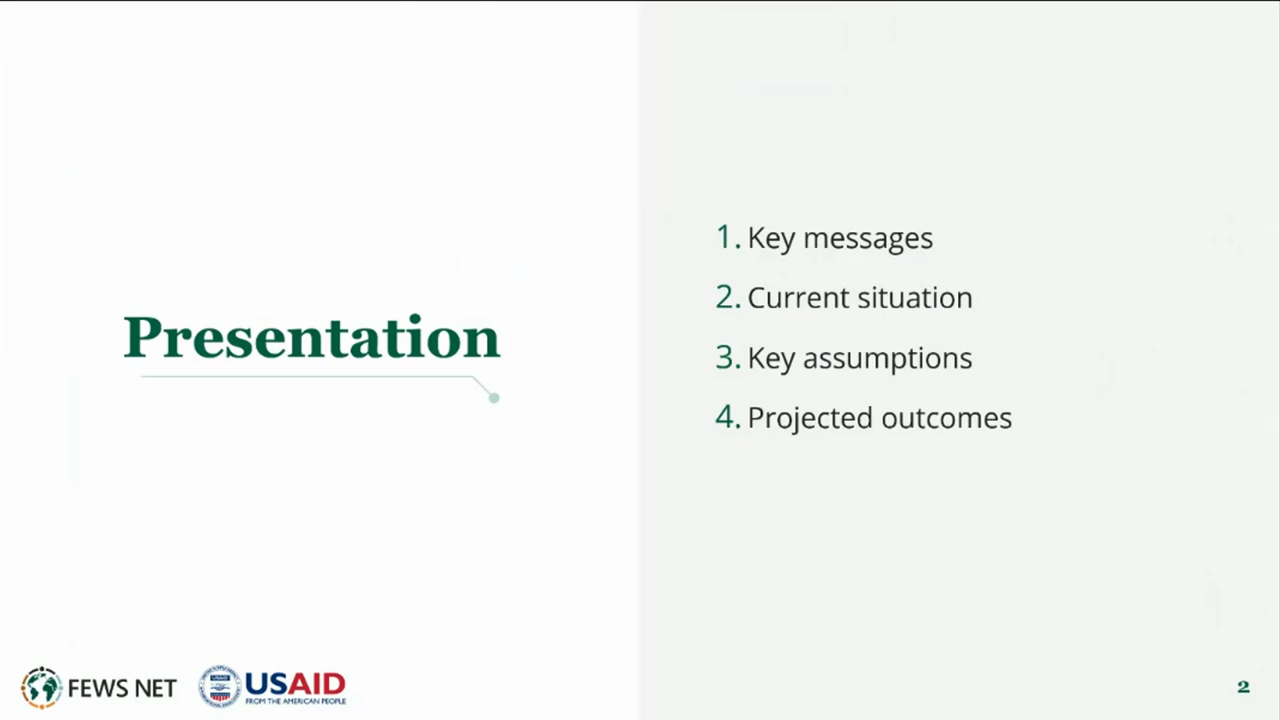 Presentation
1. Key messages
2. Current situation
3. Key assumptions
4. Projected outcomes
FEWS NET
USAID
FROM THE AMERICAN PEOPLE
2